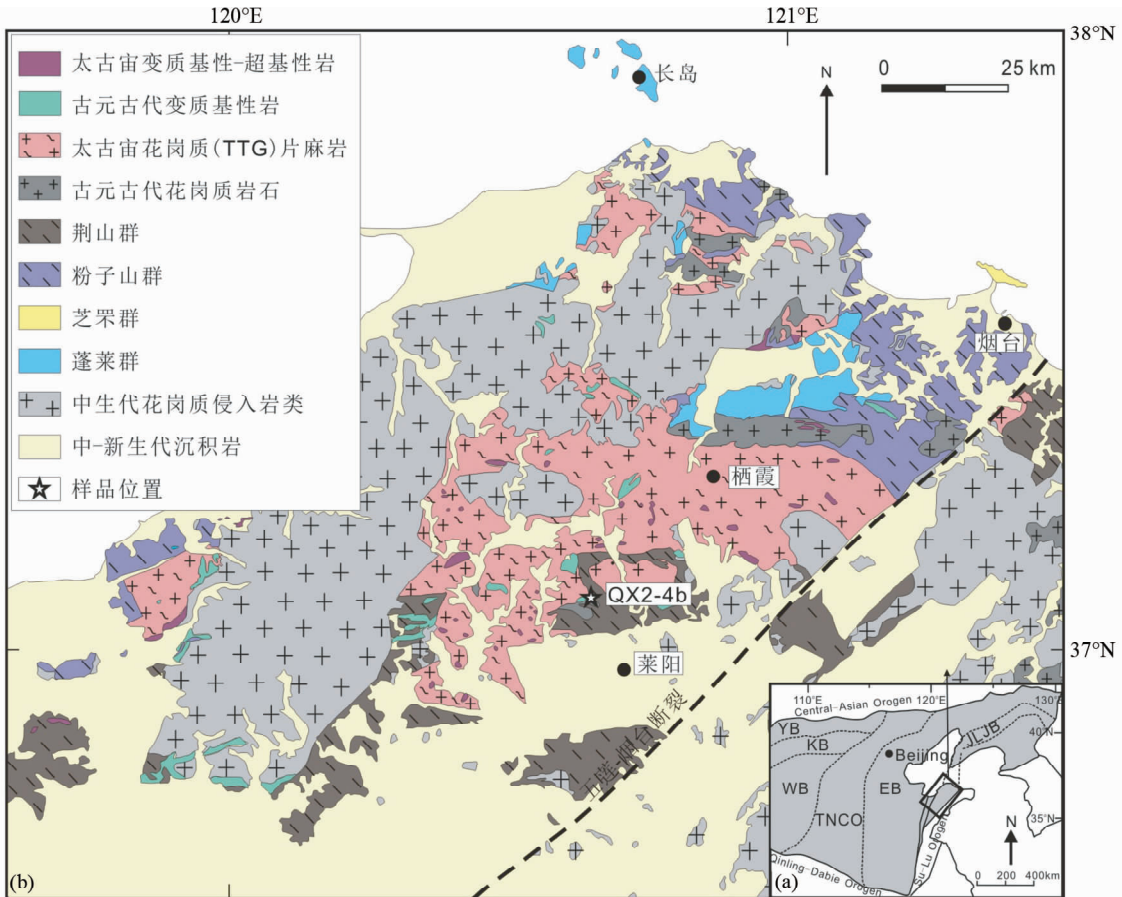 120°E
121°E
38°N
太古宙变质基性-超基性岩
古元古代变质基性岩
太古宙花岗质(TTG)片麻岩
古元古代花岗质岩石
荆山群
粉子山群
芝罘群
蓬莱群
中生代花岗质侵入岩类
中-新生代沉积岩
样品位置
长岛
N
0 25 km
烟台
栖霞
QX2-4b
莱阳
37°N
五莲-烟台断裂
(b)
110°E
120°E
130°E
Central-Asian Orogen
YB
KB
JLJB
40°N
Beijing
WB
EB
TNCO
35°N
Su-Lu Orogen
N
Qinling-Dabie Orogen
(a)
0 200 400km